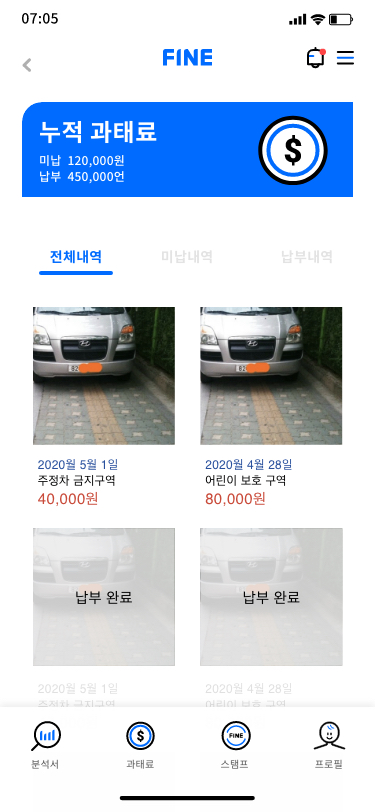 07:05
FINE
누적 과태료
미납 120,000원
납부 450,000언
$
전체내역 미납내역 납부내역
2020월 5월 1일
주정차 금지구역
40,000원
2020월 4월 28일
어린이 보호 구역
80,000원
납부 완료
납부 완료
2020월 5월 1일
주정차 금지구역
2020월 4월 28일
어린이 보호 구역
분석서
$
과태료
FINE
스탬프
프로필